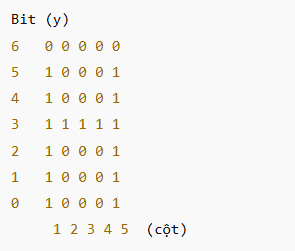 Bit (y)
6 0 0 0 0 0
5 1 0 0 0 1
4 1 0 0 0 1
3 1 1 1 1 1
2 1 0 0 0 1
1 1 0 0 0 1
0 1 0 0 0 1
1 2 3 4 5 (cột)